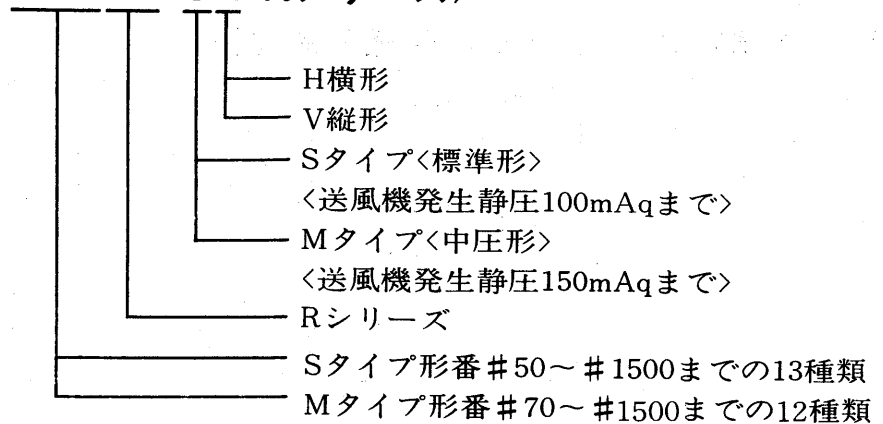 H横形
V縦形
Sタイプ<標準形>
<送風機発生静圧100mAqまで>
Mタイプ<中圧形>
<送風機発生静圧150mAqまで>
Rシリーズ
Sタイプ形番#50~#1500までの13種類
Mタイプ形番#70~#1500までの12種類